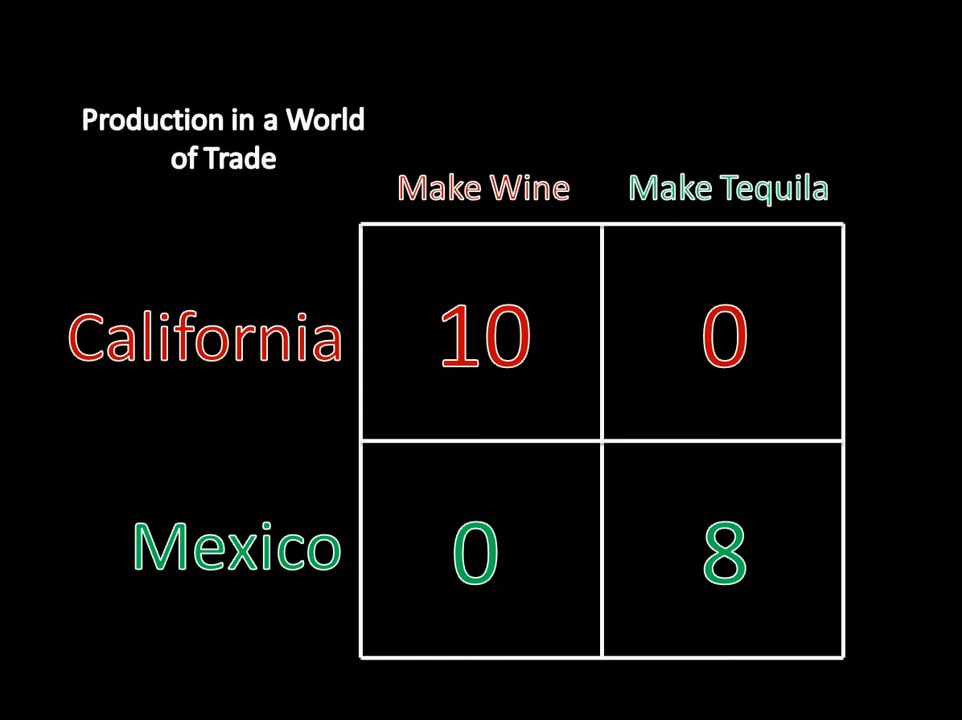 Production in a World
of Trade
Make Wine Make Tequila
California 10 0
Mexico 0 8